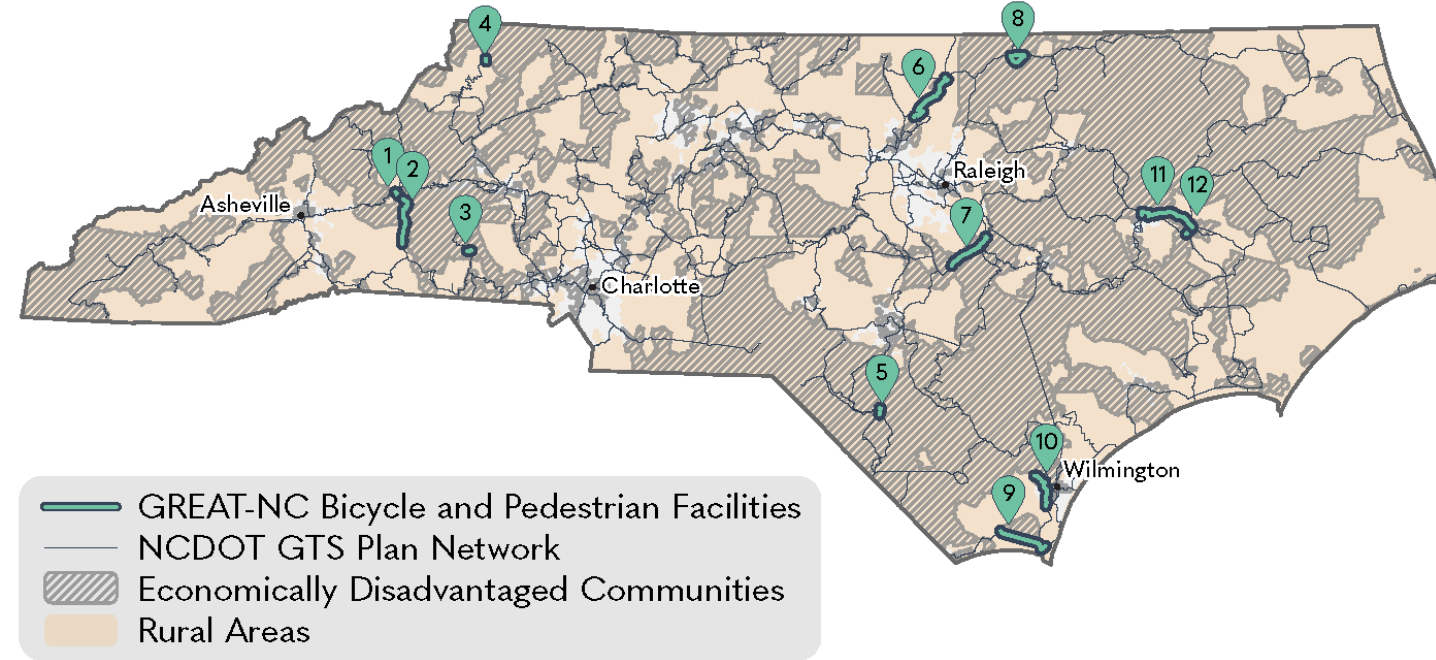 4
8
6
1
2
Raleigh
11
12
Asheville
3
7
Charlotte
5
10
Wilmington
9
GREAT-NC Bicycle and Pedestrian Facilities
NCDOT GTS Plan Network
Economically Disadvantaged Communities
Rural Areas